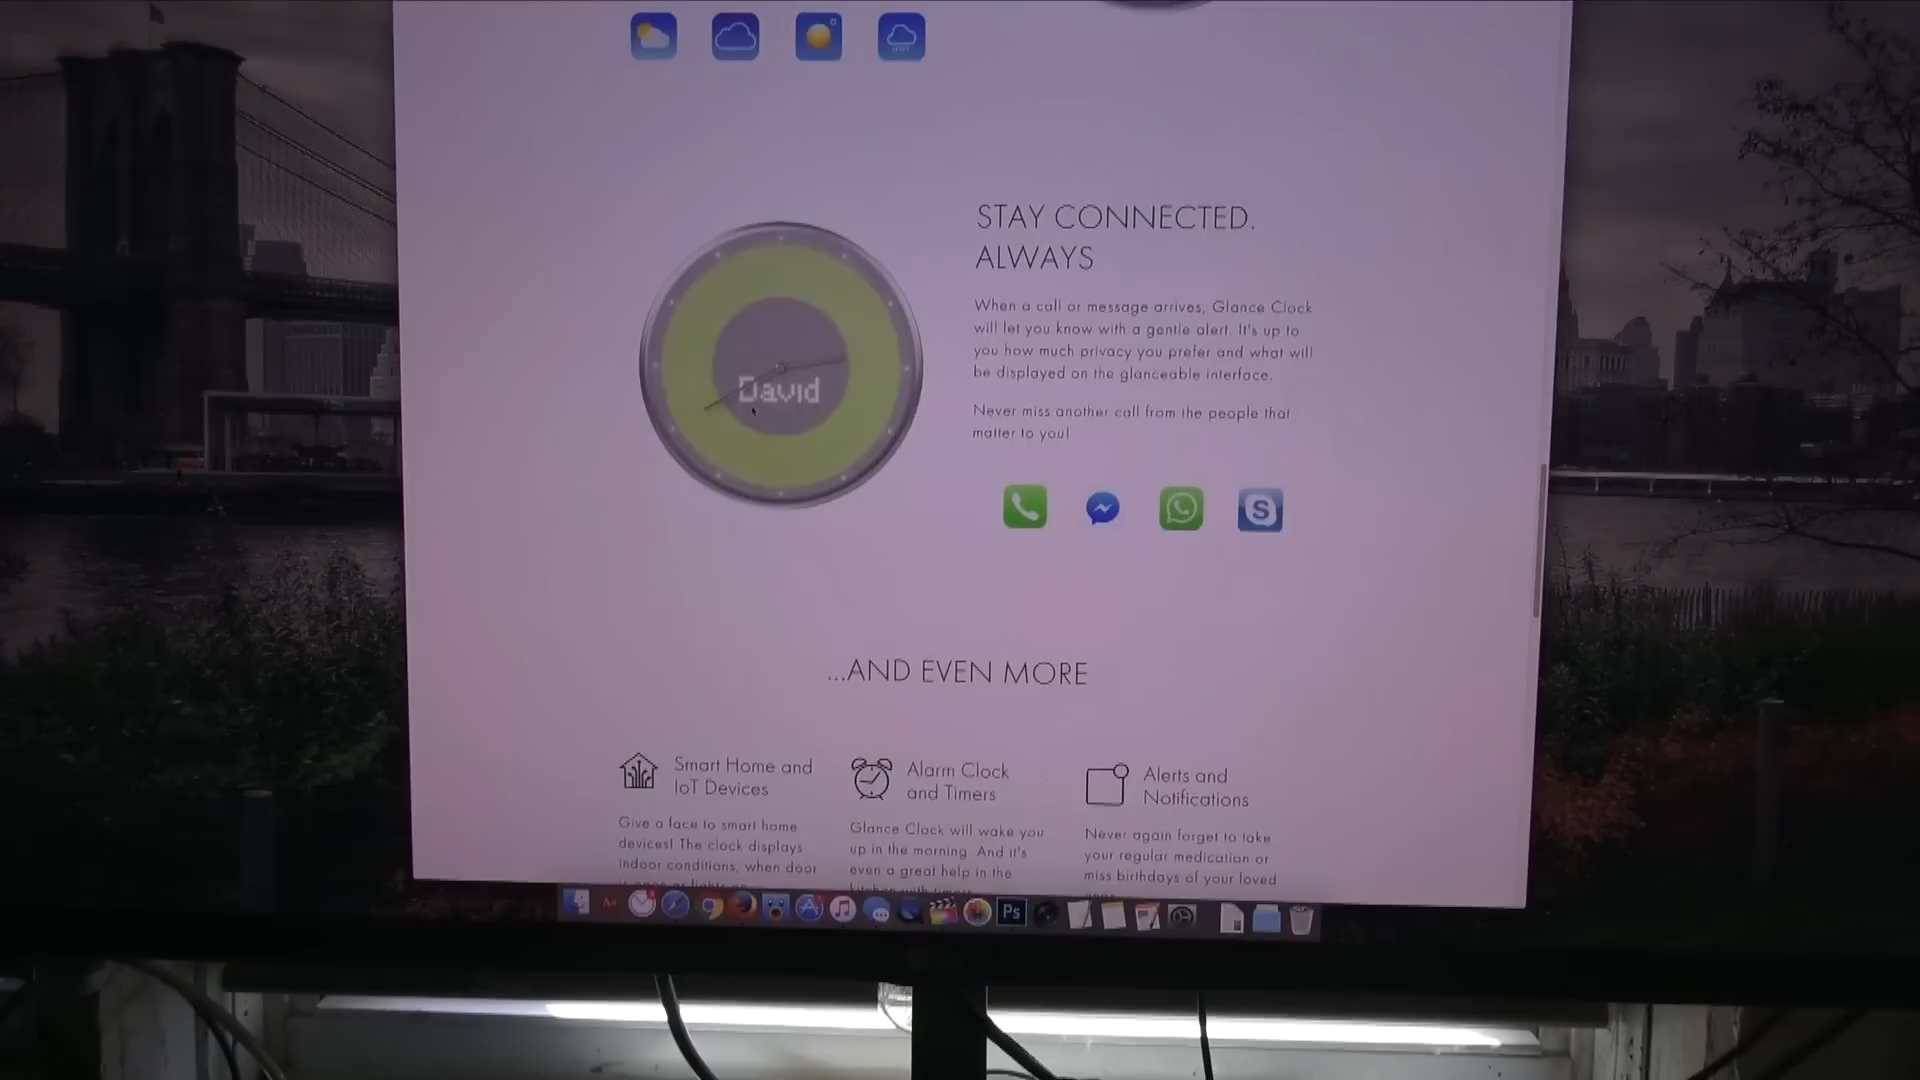 STAY CONNECTED.
ALWAYS
When a call or message arrives, Glance Clock
will let you know with a gentle alert. It's up to
you how much privacy you prefer and what will
be displayed on the glanceable interface.
Never miss another call from the people that
matter to you!
David
...AND EVEN MORE
Smart Home and
IoT Devices
Give a face to smart home
devices! The clock displays
indoor conditions, when door
Alarm Clock
and Timers
Glance Clock will wake you
up in the morning. And it's
even a great help in the
kitchen with timers
Alerts and
Notifications
Never again forget to take
your regular medication or
miss birthdays of your loved
Ps